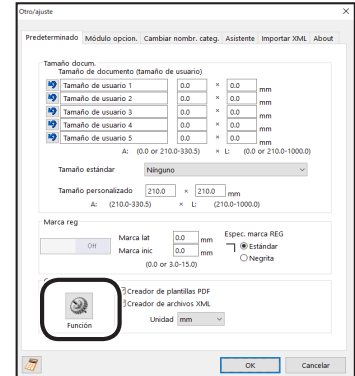 Otro/ajuste
Predeterminado Módulo opcion. Cambiar nombr. categ. Asistente Importar XML About
Tamaño docum.
Tamaño de documento (tamaño de usuario)
Tamaño de usuario 1 0.0 × 0.0 mm
Tamaño de usuario 2 0.0 × 0.0 mm
Tamaño de usuario 3 0.0 × 0.0 mm
Tamaño de usuario 4 0.0 × 0.0 mm
Tamaño de usuario 5 0.0 × 0.0 mm
A: (0.0 or 210.0-330.5) × L: (0.0 or 210.0-1000.0)
Tamaño estándar Ninguno
Tamaño personalizado 210.0 × 210.0 mm
A: (210.0-330.5) × L: (210.0-1000.0)
Marca reg
Off
Marca lat 0.0 mm
Marca inic 0.0 mm
(0.0 or 3.0-15.0)
Espec. marca REG
Estándar
Negrita
Función
Creador de plantillas PDF
Creador de archivos XML
Unidad mm
OK Cancelar